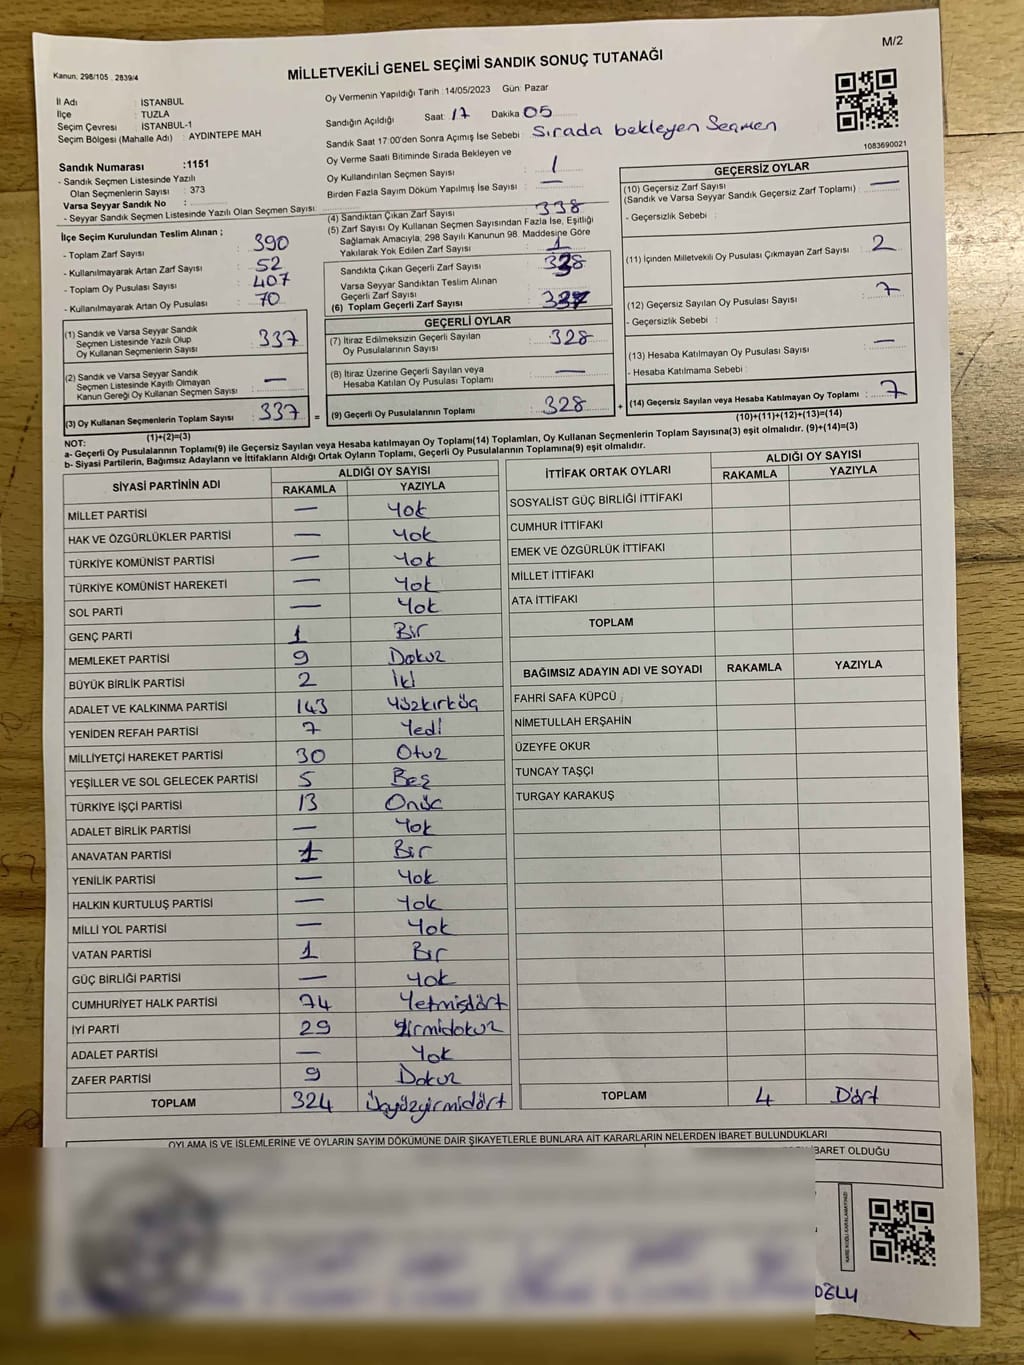 M/2
Kanun: 298/105 , 2839/4
MİLLETVEKİLİ GENEL SEÇİMİ SANDIK SONUÇ TUTANAĞI
İl Adı : İSTANBUL
İlçe : TUZLA
Seçim Çevresi : İSTANBUL-1
Seçim Bölgesi (Mahalle Adı) : AYDINTEPE MAH
Oy Vermenin Yapıldığı Tarih : 14/05/2023 Gün: Pazar
Sandığın Açıldığı Saat: 17 Dakika 05
Sandık Saat 17:00'den Sonra Açımış İse Sebebi : Sırada bekleyen Seçmen
Oy Verme Saati Bitiminde Sırada Bekleyen ve
Oy Kullandırılan Seçmen Sayısı : 1
Birden Fazla Sayım Döküm Yapılmış İse Sayısı : —
1083690021
Sandık Numarası :1151
- Sandık Seçmen Listesinde Yazılı
Olan Seçmenlerin Sayısı : 373
Varsa Seyyar Sandık No :
- Seyyar Sandık Seçmen Listesinde Yazılı Olan Seçmen Sayısı:
İlçe Seçim Kurulundan Teslim Alınan ;
- Toplam Zarf Sayısı : 390
- Kullanılmayarak Artan Zarf Sayısı : 52
- Toplam Oy Pusulası Sayısı : 407
- Kullanılmayarak Artan Oy Pusulası : 70
(1) Sandık ve Varsa Seyyar Sandık
Seçmen Listesinde Yazılı Olup
Oy Kullanan Seçmenlerin Sayısı : 337
(2) Sandık ve Varsa Seyyar Sandık
Seçmen Listesinde Kayıtlı Olmayan
Kanun Gereği Oy Kullanan Seçmen Sayısı : —
(3) Oy Kullanan Seçmenlerin Toplam Sayısı : 337 =
(1)+(2)=(3)
(4) Sandıktan Çıkan Zarf Sayısı : 338
(5) Zarf Sayısı Oy Kullanan Seçmen Sayısından Fazla İse, Eşitliği
Sağlamak Amacıyla, 298 Sayılı Kanunun 98. Maddesine Göre
Yakılarak Yok Edilen Zarf Sayısı : 1
Sandıkta Çıkan Geçerli Zarf Sayısı : 328
Varsa Seyyar Sandıktan Teslim Alınan
Geçerli Zarf Sayısı :
(6) Toplam Geçerli Zarf Sayısı :
GEÇERLİ OYLAR
(7) İtiraz Edilmeksizin Geçerli Sayılan
Oy Pusulalarının Sayısı : 328
(8) İtiraz Üzerine Geçerli Sayılan veya
Hesaba Katılan Oy Pusulası Toplamı : —
(9) Geçerli Oy Pusulalarının Toplamı : 328 +
GEÇERSİZ OYLAR
(10) Geçersiz Zarf Sayısı : —
(Sandık ve Varsa Seyyar Sandık Geçersiz Zarf Toplamı)
- Geçersizlik Sebebi :
(11) İçinden Milletvekili Oy Pusulası Çıkmayan Zarf Sayısı : 2
(12) Geçersiz Sayılan Oy Pusulası Sayısı : 7
- Geçersizlik Sebebi :
(13) Hesaba Katılmayan Oy Pusulası Sayısı : —
- Hesaba Katılmama Sebebi :
(14) Geçersiz Sayılan veya Hesaba Katılmayan Oy Toplamı : 7
(10)+(11)+(12)+(13)=(14)
NOT:
a- Geçerli Oy Pusulalarının Toplamı(9) ile Geçersiz Sayılan veya Hesaba katılmayan Oy Toplamı(14) Toplamları, Oy Kullanan Seçmenlerin Toplam Sayısına(3) eşit olmalıdır. (9)+(14)=(3)
b- Siyasi Partilerin, Bağımsız Adayların ve İttifakların Aldığı Ortak Oyların Toplamı, Geçerli Oy Pusulalarının Toplamına(9) eşit olmalıdır.
SİYASİ PARTİNİN ADI ALDIĞI OY SAYISI
RAKAMLA YAZIYLA
MİLLET PARTİSİ — Yok
HAK VE ÖZGÜRLÜKLER PARTİSİ — Yok
TÜRKİYE KOMÜNİST PARTİSİ — Yok
TÜRKİYE KOMÜNİST HAREKETİ — Yok
SOL PARTİ — Yok
GENÇ PARTİ 1 Bir
MEMLEKET PARTİSİ 9 Dokuz
BÜYÜK BİRLİK PARTİSİ 2 İki
ADALET VE KALKINMA PARTİSİ 143 Yüzkırküç
YENİDEN REFAH PARTİSİ 7 Yedi
MİLLİYETÇİ HAREKET PARTİSİ 30 Otuz
YEŞİLLER VE SOL GELECEK PARTİSİ 5 Beş
TÜRKİYE İŞÇİ PARTİSİ 13 Onüç
ADALET BİRLİK PARTİSİ — Yok
ANAVATAN PARTİSİ 1 Bir
YENİLİK PARTİSİ — Yok
HALKIN KURTULUŞ PARTİSİ — Yok
MİLLİ YOL PARTİSİ — Yok
VATAN PARTİSİ 1 Bir
GÜÇ BİRLİĞİ PARTİSİ — Yok
CUMHURİYET HALK PARTİSİ 74 Yetmişdört
İYİ PARTİ 29 Yirmidokuz
ADALET PARTİSİ — Yok
ZAFER PARTİSİ 9 Dokuz
TOPLAM 324 Üçyüzyirmidört
İTTİFAK ORTAK OYLARI ALDIĞI OY SAYISI
RAKAMLA YAZIYLA
SOSYALİST GÜÇ BİRLİĞİ İTTİFAKI
CUMHUR İTTİFAKI
EMEK VE ÖZGÜRLÜK İTTİFAKI
MİLLET İTTİFAKI
ATA İTTİFAKI
TOPLAM
BAĞIMSIZ ADAYIN ADI VE SOYADI RAKAMLA YAZIYLA
FAHRİ SAFA KÜPCÜ
NİMETULLAH ERŞAHİN
ÜZEYFE OKUR
TUNCAY TAŞÇI
TURGAY KARAKUŞ
TOPLAM 4 Dört
OYLAMA İŞ VE İŞLEMLERİNE VE OYLARIN SAYIM DÖKÜMÜNE DAİR ŞİKAYETLERLE BUNLARA AİT KARARLARIN NELERDEN İBARET BULUNDUKLARI
İBARET OLDUĞU
KARE KODU KARALAMAYINIZ!